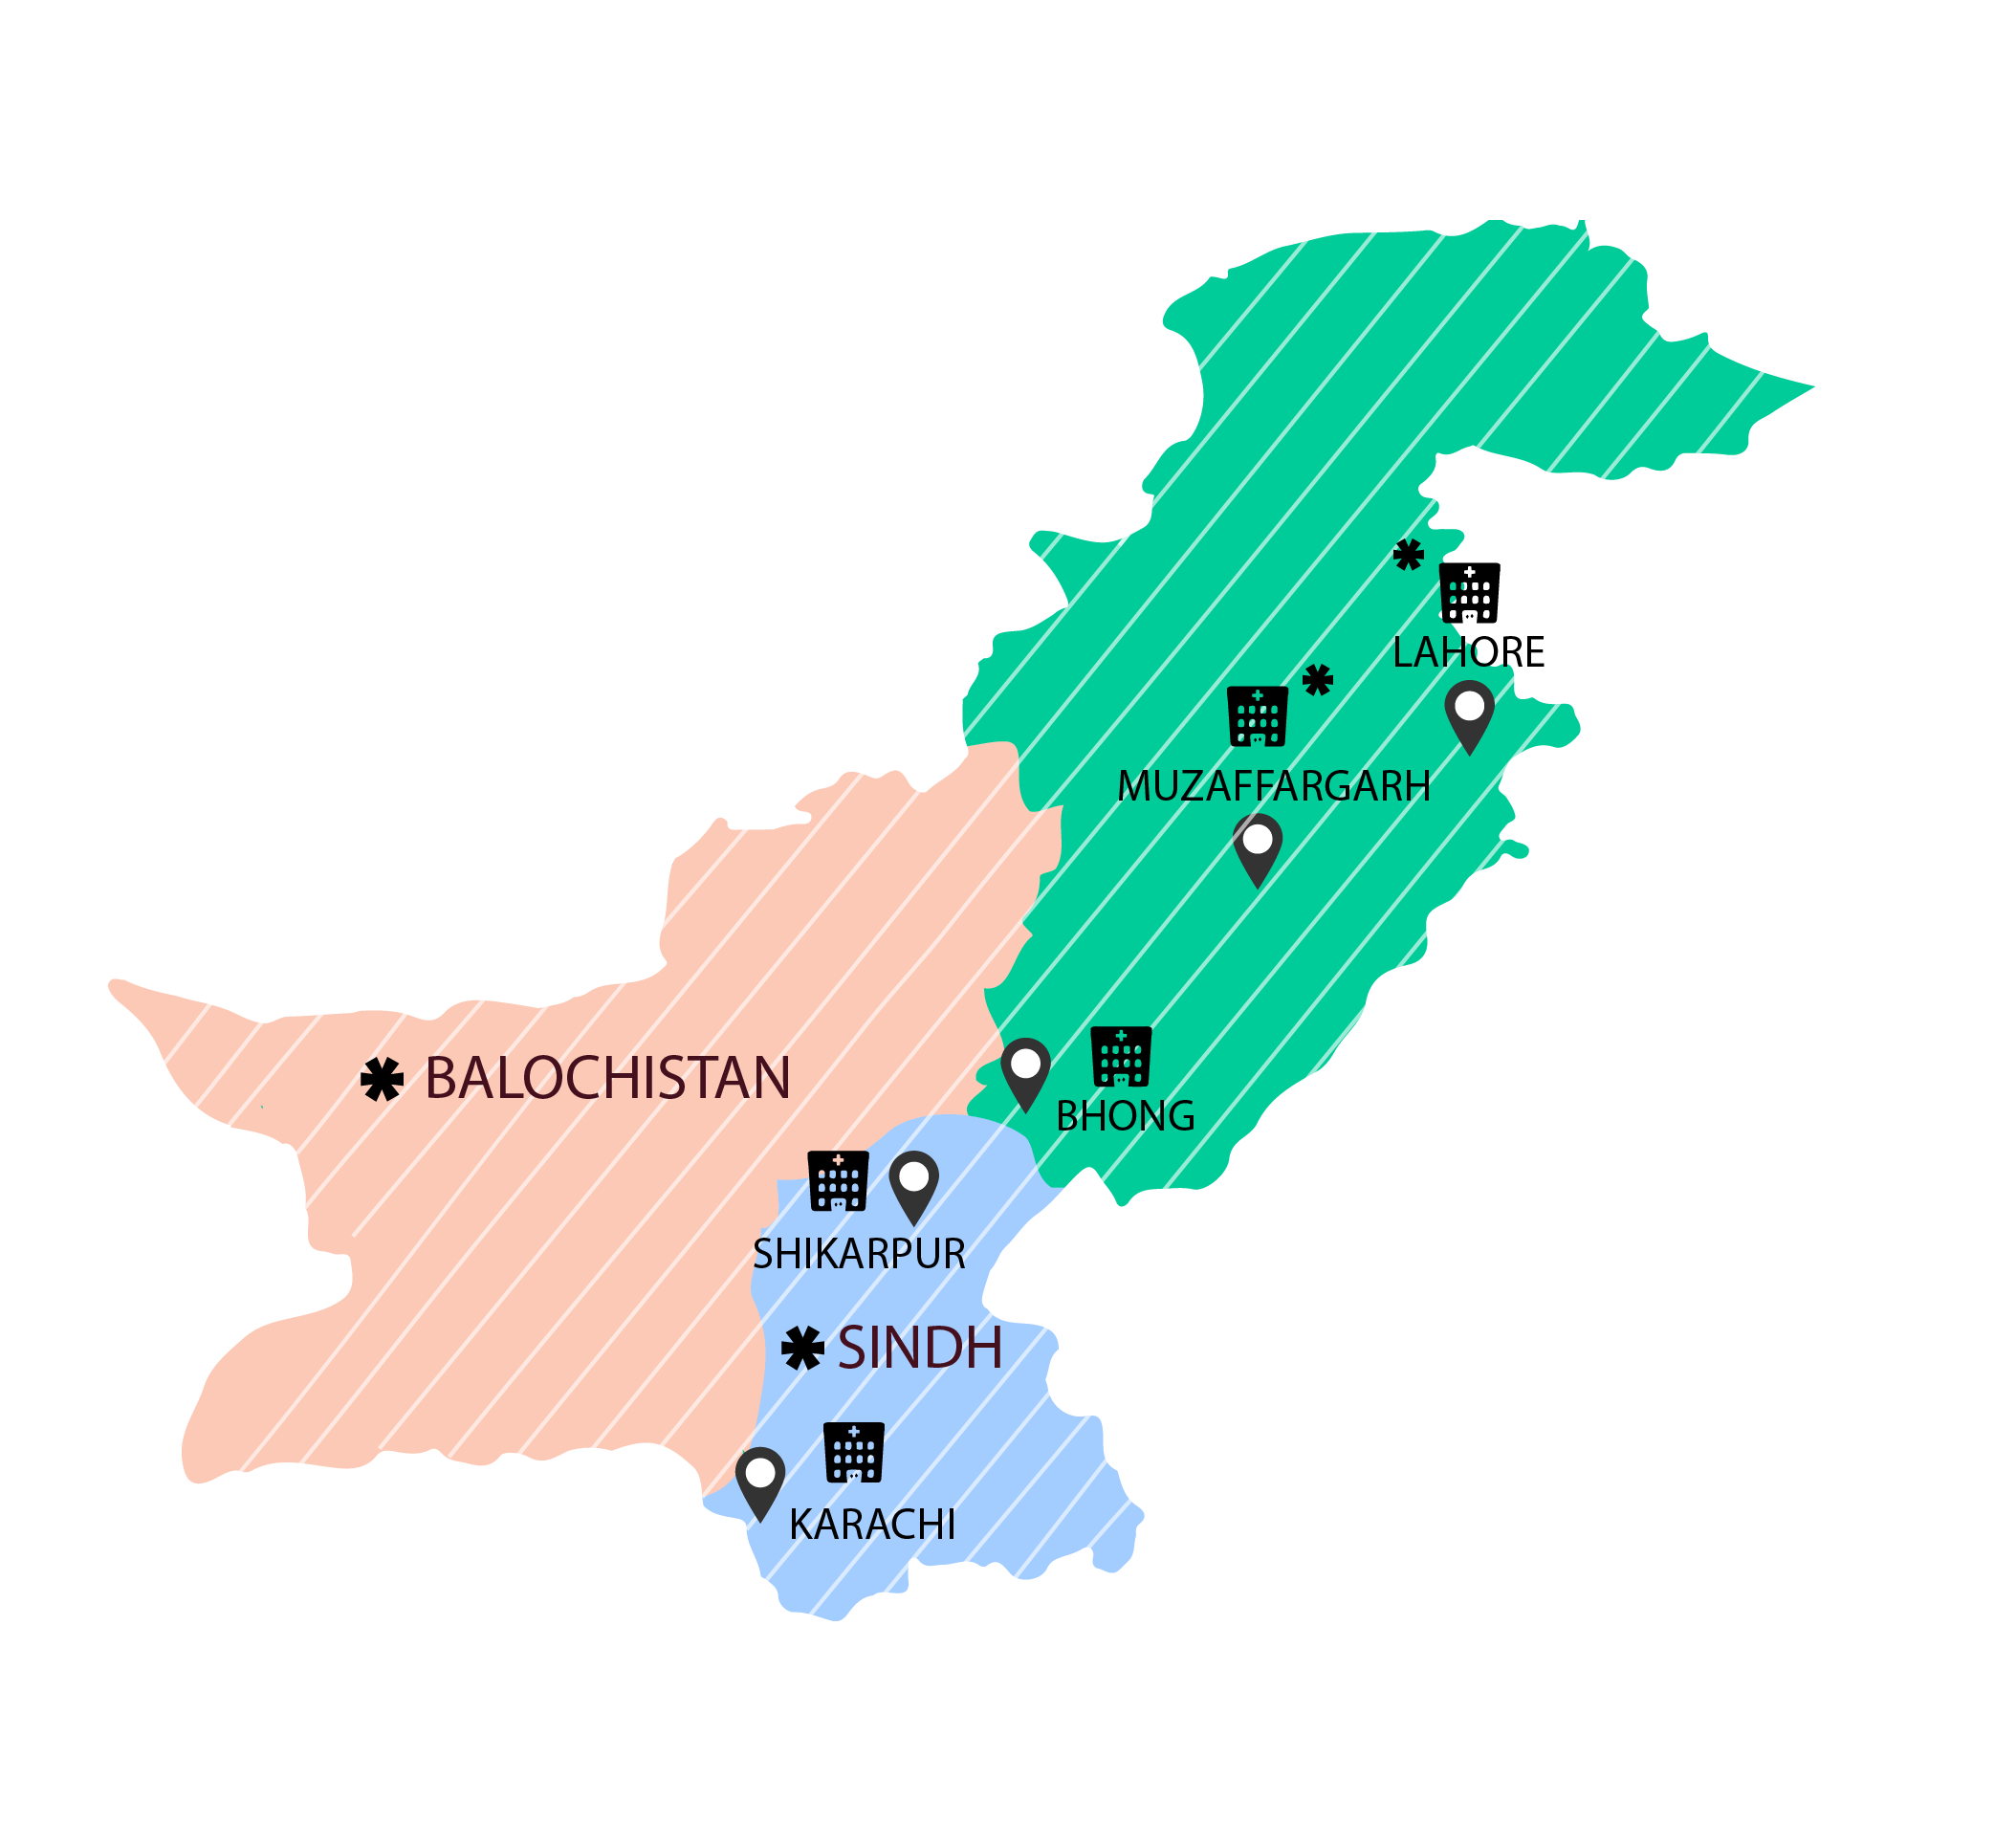 LAHORE
MUZAFFARGARH
BALOCHISTAN
BHONG
SHIKARPUR
SINDH
KARACHI